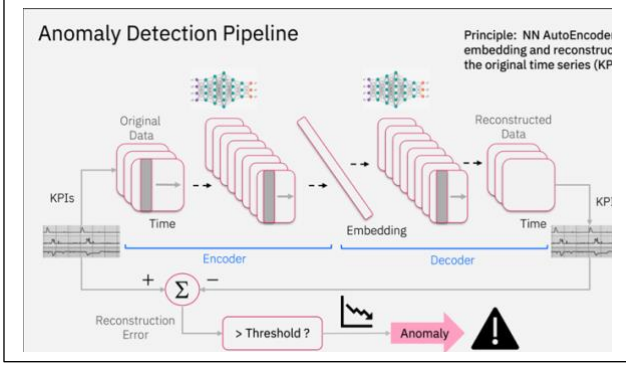 Anomaly Detection Pipeline
Principle: NN AutoEncoder
embedding and reconstruc
the original time series (KP
Original
Data
Reconstructed
Data
KPIs
KPI
Time
Embedding
Time
Encoder
Decoder
+
Σ
−
Reconstruction
Error
> Threshold ?
Anomaly